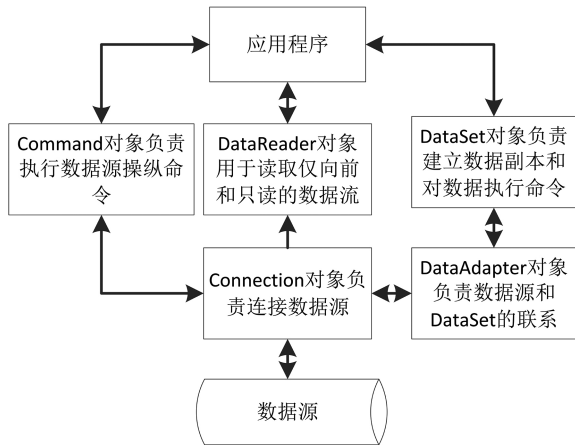 应用程序
Command对象负责
执行数据源操纵命
令
DataReader对象
用于读取仅向前
和只读的数据流
DataSet对象负责
建立数据副本和
对数据执行命令
Connection对象负
责连接数据源
DataAdapter对象
负责数据源和
DataSet的联系
数据源